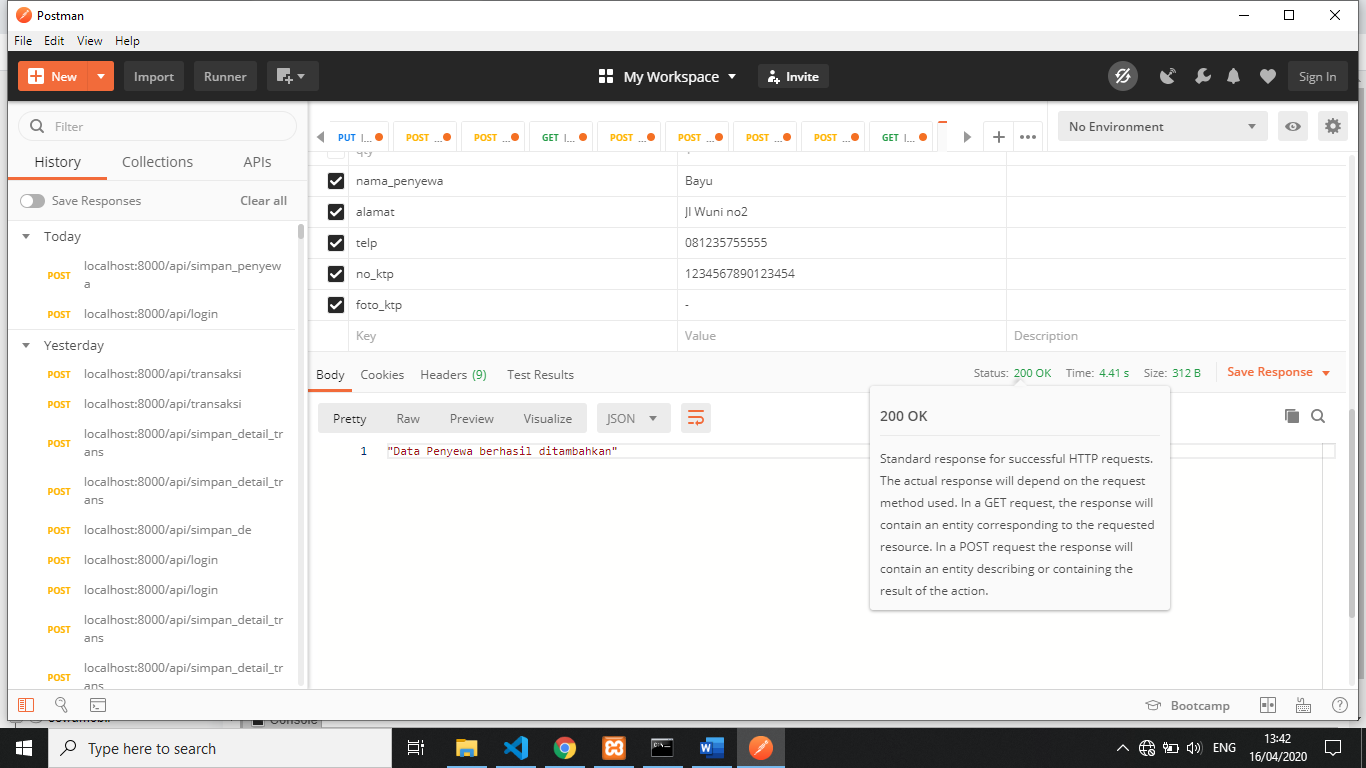 Postman
File Edit View Help
New Import Runner My Workspace Invite Sign In
Filter
History Collections APIs
Save Responses Clear all
Today
POST localhost:8000/api/simpan_penyew
a
POST localhost:8000/api/login
Yesterday
POST localhost:8000/api/transaksi
POST localhost:8000/api/transaksi
POST localhost:8000/api/simpan_detail_tr
ans
POST localhost:8000/api/simpan_detail_tr
ans
POST localhost:8000/api/simpan_de
POST localhost:8000/api/login
POST localhost:8000/api/login
POST localhost:8000/api/simpan_detail_tr
ans
POST localhost:8000/api/simpan_detail_tr
ans
PUT l... POST ... POST ... GET l... POST ... POST ... POST ... POST ... GET l...
No Environment
qty
nama_penyewa Bayu
alamat Jl Wuni no2
telp 081235755555
no_ktp 1234567890123454
foto_ktp -
Key Value Description
Body Cookies Headers (9) Test Results Status: 200 OK Time: 4.41 s Size: 312 B Save Response
Pretty Raw Preview Visualize JSON
1 "Data Penyewa berhasil ditambahkan"
200 OK
Standard response for successful HTTP requests.
The actual response will depend on the request
method used. In a GET request, the response will
contain an entity corresponding to the requested
resource. In a POST request the response will
contain an entity describing or containing the
result of the action.
Bootcamp
Console
Type here to search
ENG
13:42
16/04/2020